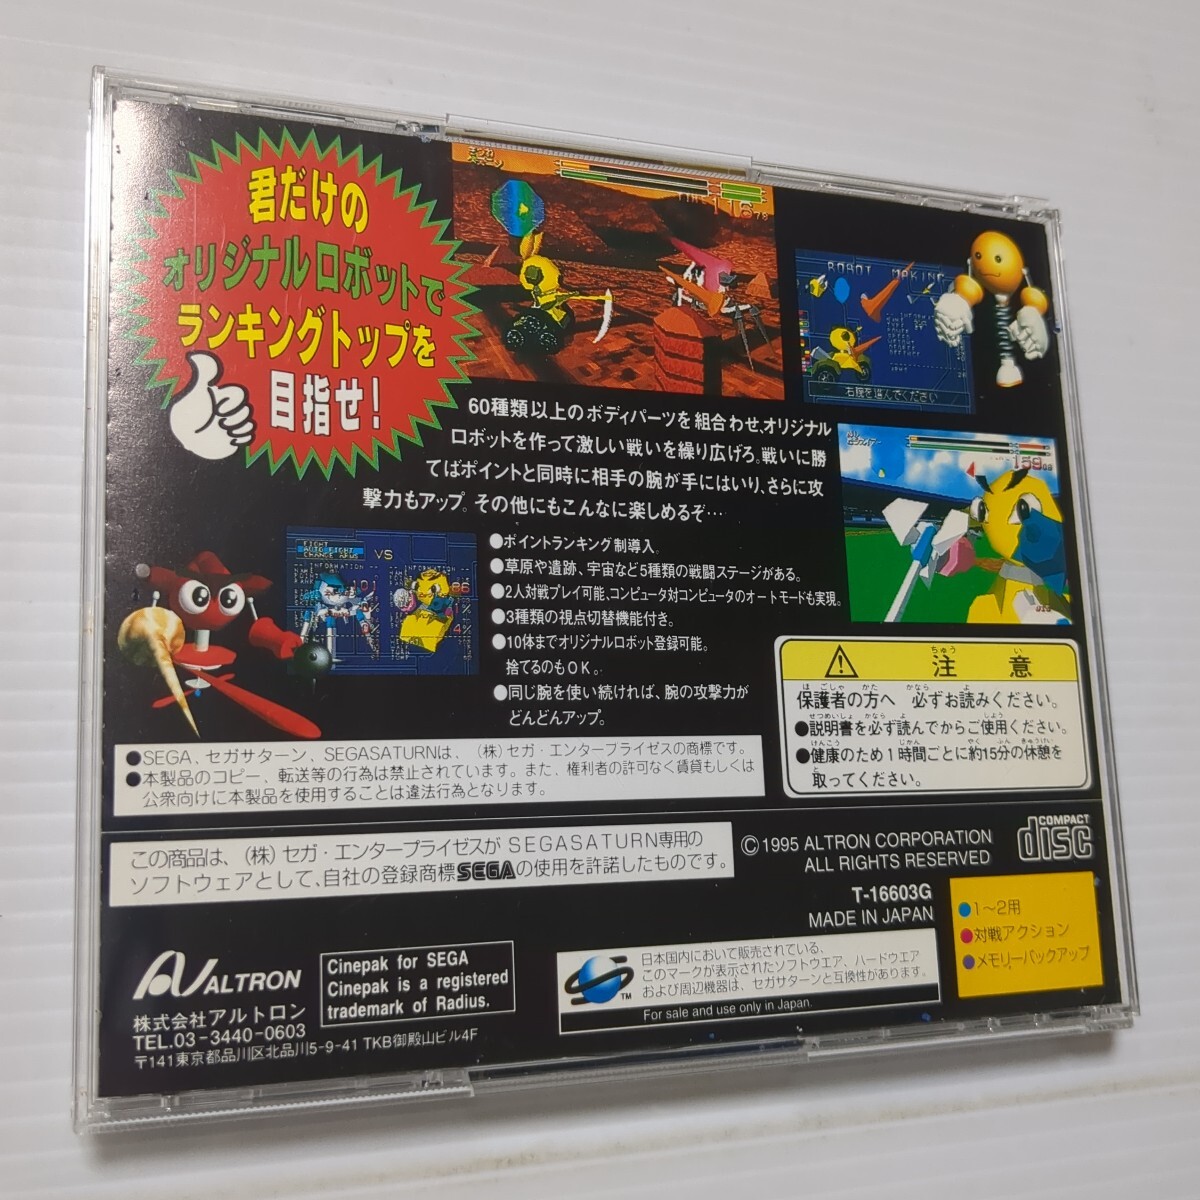 君だけの
オリジナルロボットで
ランキングトップを
目指せ!
ROBOT MAKING
右腕を選んでください
60種類以上のボディパーツを組合わせ、オリジナル
ロボットを作って激しい戦いを繰り広げろ。戦いに勝
てばポイントと同時に相手の腕が手にはいり、さらに攻
撃力もアップ。その他にもこんなに楽しめるぞ…
FIGHT
AUTO FIGHT
CHANGE ARMS
VS
●ポイントランキング制導入。
●草原や遺跡、宇宙など5種類の戦闘ステージがある。
●2人対戦プレイ可能、コンピュータ対コンピュータのオートモードも実現。
●3種類の視点切替機能付き。
●10体までオリジナルロボット登録可能。
捨てるのもOK。
●同じ腕を使い続ければ、腕の攻撃力が
どんどんアップ。
注意
ちゅうい
保護者の方へ 必ずお読みください。
●説明書を必ず読んでからご使用ください。
●健康のため1時間ごとに約15分の休憩を
取ってください。
●SEGA、セガサターン、SEGASATURNは、(株)セガ・エンタープライゼスの商標です。
●本製品のコピー、転送等の行為は禁止されています。また、権利者の許可なく賃貸もしくは
公衆向けに本製品を使用することは違法行為となります。
この商品は、(株)セガ・エンタープライゼスがSEGASATURN専用の
ソフトウェアとして、自社の登録商標SEGAの使用を許諾したものです。
©1995 ALTRON CORPORATION
ALL RIGHTS RESERVED
COMPACT
disc
T-16603G
MADE IN JAPAN
●1～2用
●対戦アクション
●メモリーバックアップ
ALTRON
株式会社アルトロン
TEL.03-3440-0603
〒141東京都品川区北品川5-9-41 TKB御殿山ビル4F
Cinepak for SEGA
Cinepak is a registered
trademark of Radius.
TM
日本国内において販売されている、
このマークが表示されたソフトウエア、ハードウエア
および周辺機器は、セガサターンと互換性があります。
For sale and use only in Japan.